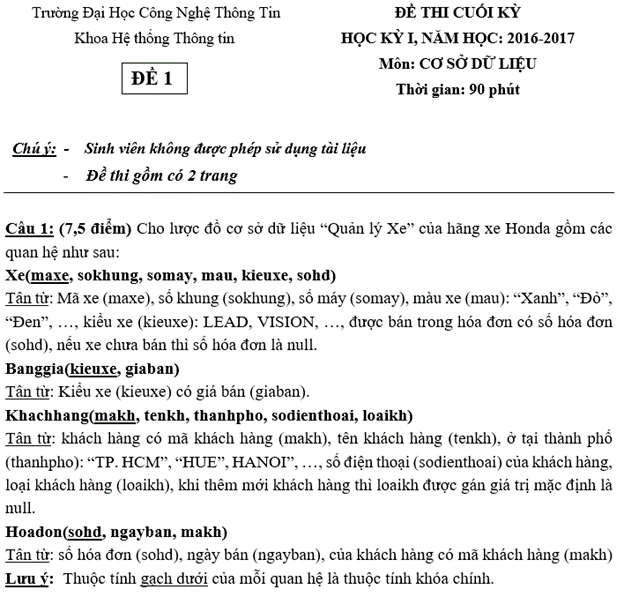 Trường Đại Học Công Nghệ Thông Tin
Khoa Hệ thống Thông tin
ĐỀ 1
ĐỀ THI CUỐI KỲ
HỌC KỲ I, NĂM HỌC: 2016-2017
Môn: CƠ SỞ DỮ LIỆU
Thời gian: 90 phút
Chú ý: - Sinh viên không được phép sử dụng tài liệu
- Đề thi gồm có 2 trang
Câu 1: (7,5 điểm) Cho lược đồ cơ sở dữ liệu “Quản lý Xe” của hãng xe Honda gồm các
quan hệ như sau:
Xe(maxe, sokhung, somay, mau, kieuxe, sohd)
Tân từ: Mã xe (maxe), số khung (sokhung), số máy (somay), màu xe (mau): “Xanh”, “Đỏ”,
“Đen”, …, kiểu xe (kieuxe): LEAD, VISION, …, được bán trong hóa đơn có số hóa đơn
(sohd), nếu xe chưa bán thì số hóa đơn là null.
Banggia(kieuxe, giaban)
Tân từ: Kiểu xe (kieuxe) có giá bán (giaban).
Khachhang(makh, tenkh, thanhpho, sodienthoai, loaikh)
Tân từ: khách hàng có mã khách hàng (makh), tên khách hàng (tenkh), ở tại thành phố
(thanhpho): “TP. HCM”, “HUE”, HANOI”, …, số điện thoại (sodienthoai) của khách hàng,
loại khách hàng (loaikh), khi thêm mới khách hàng thì loaikh được gán giá trị mặc định là
null.
Hoadon(sohd, ngayban, makh)
Tân từ: số hóa đơn (sohd), ngày bán (ngayban), của khách hàng có mã khách hàng (makh)
Lưu ý: Thuộc tính gạch dưới của mỗi quan hệ là thuộc tính khóa chính.